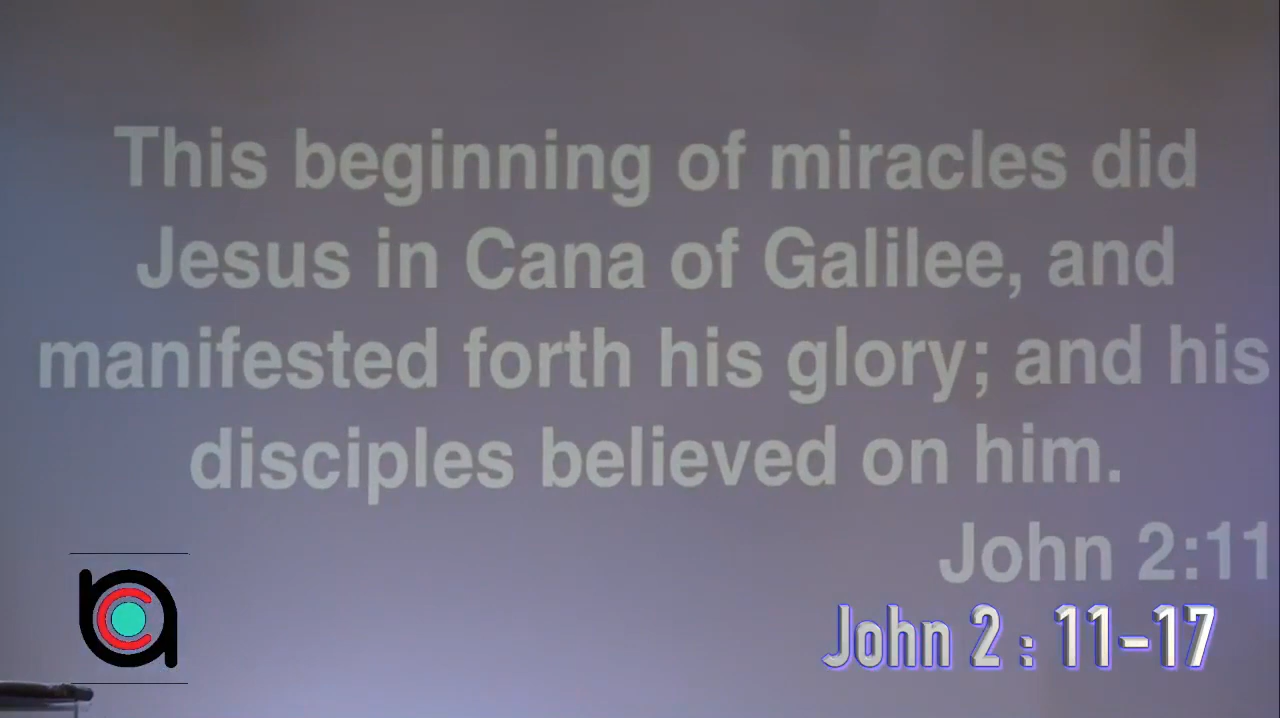 This beginning of miracles did
Jesus in Cana of Galilee, and
manifested forth his glory; and his
disciples believed on him.
John 2:11
John 2 : 11-17